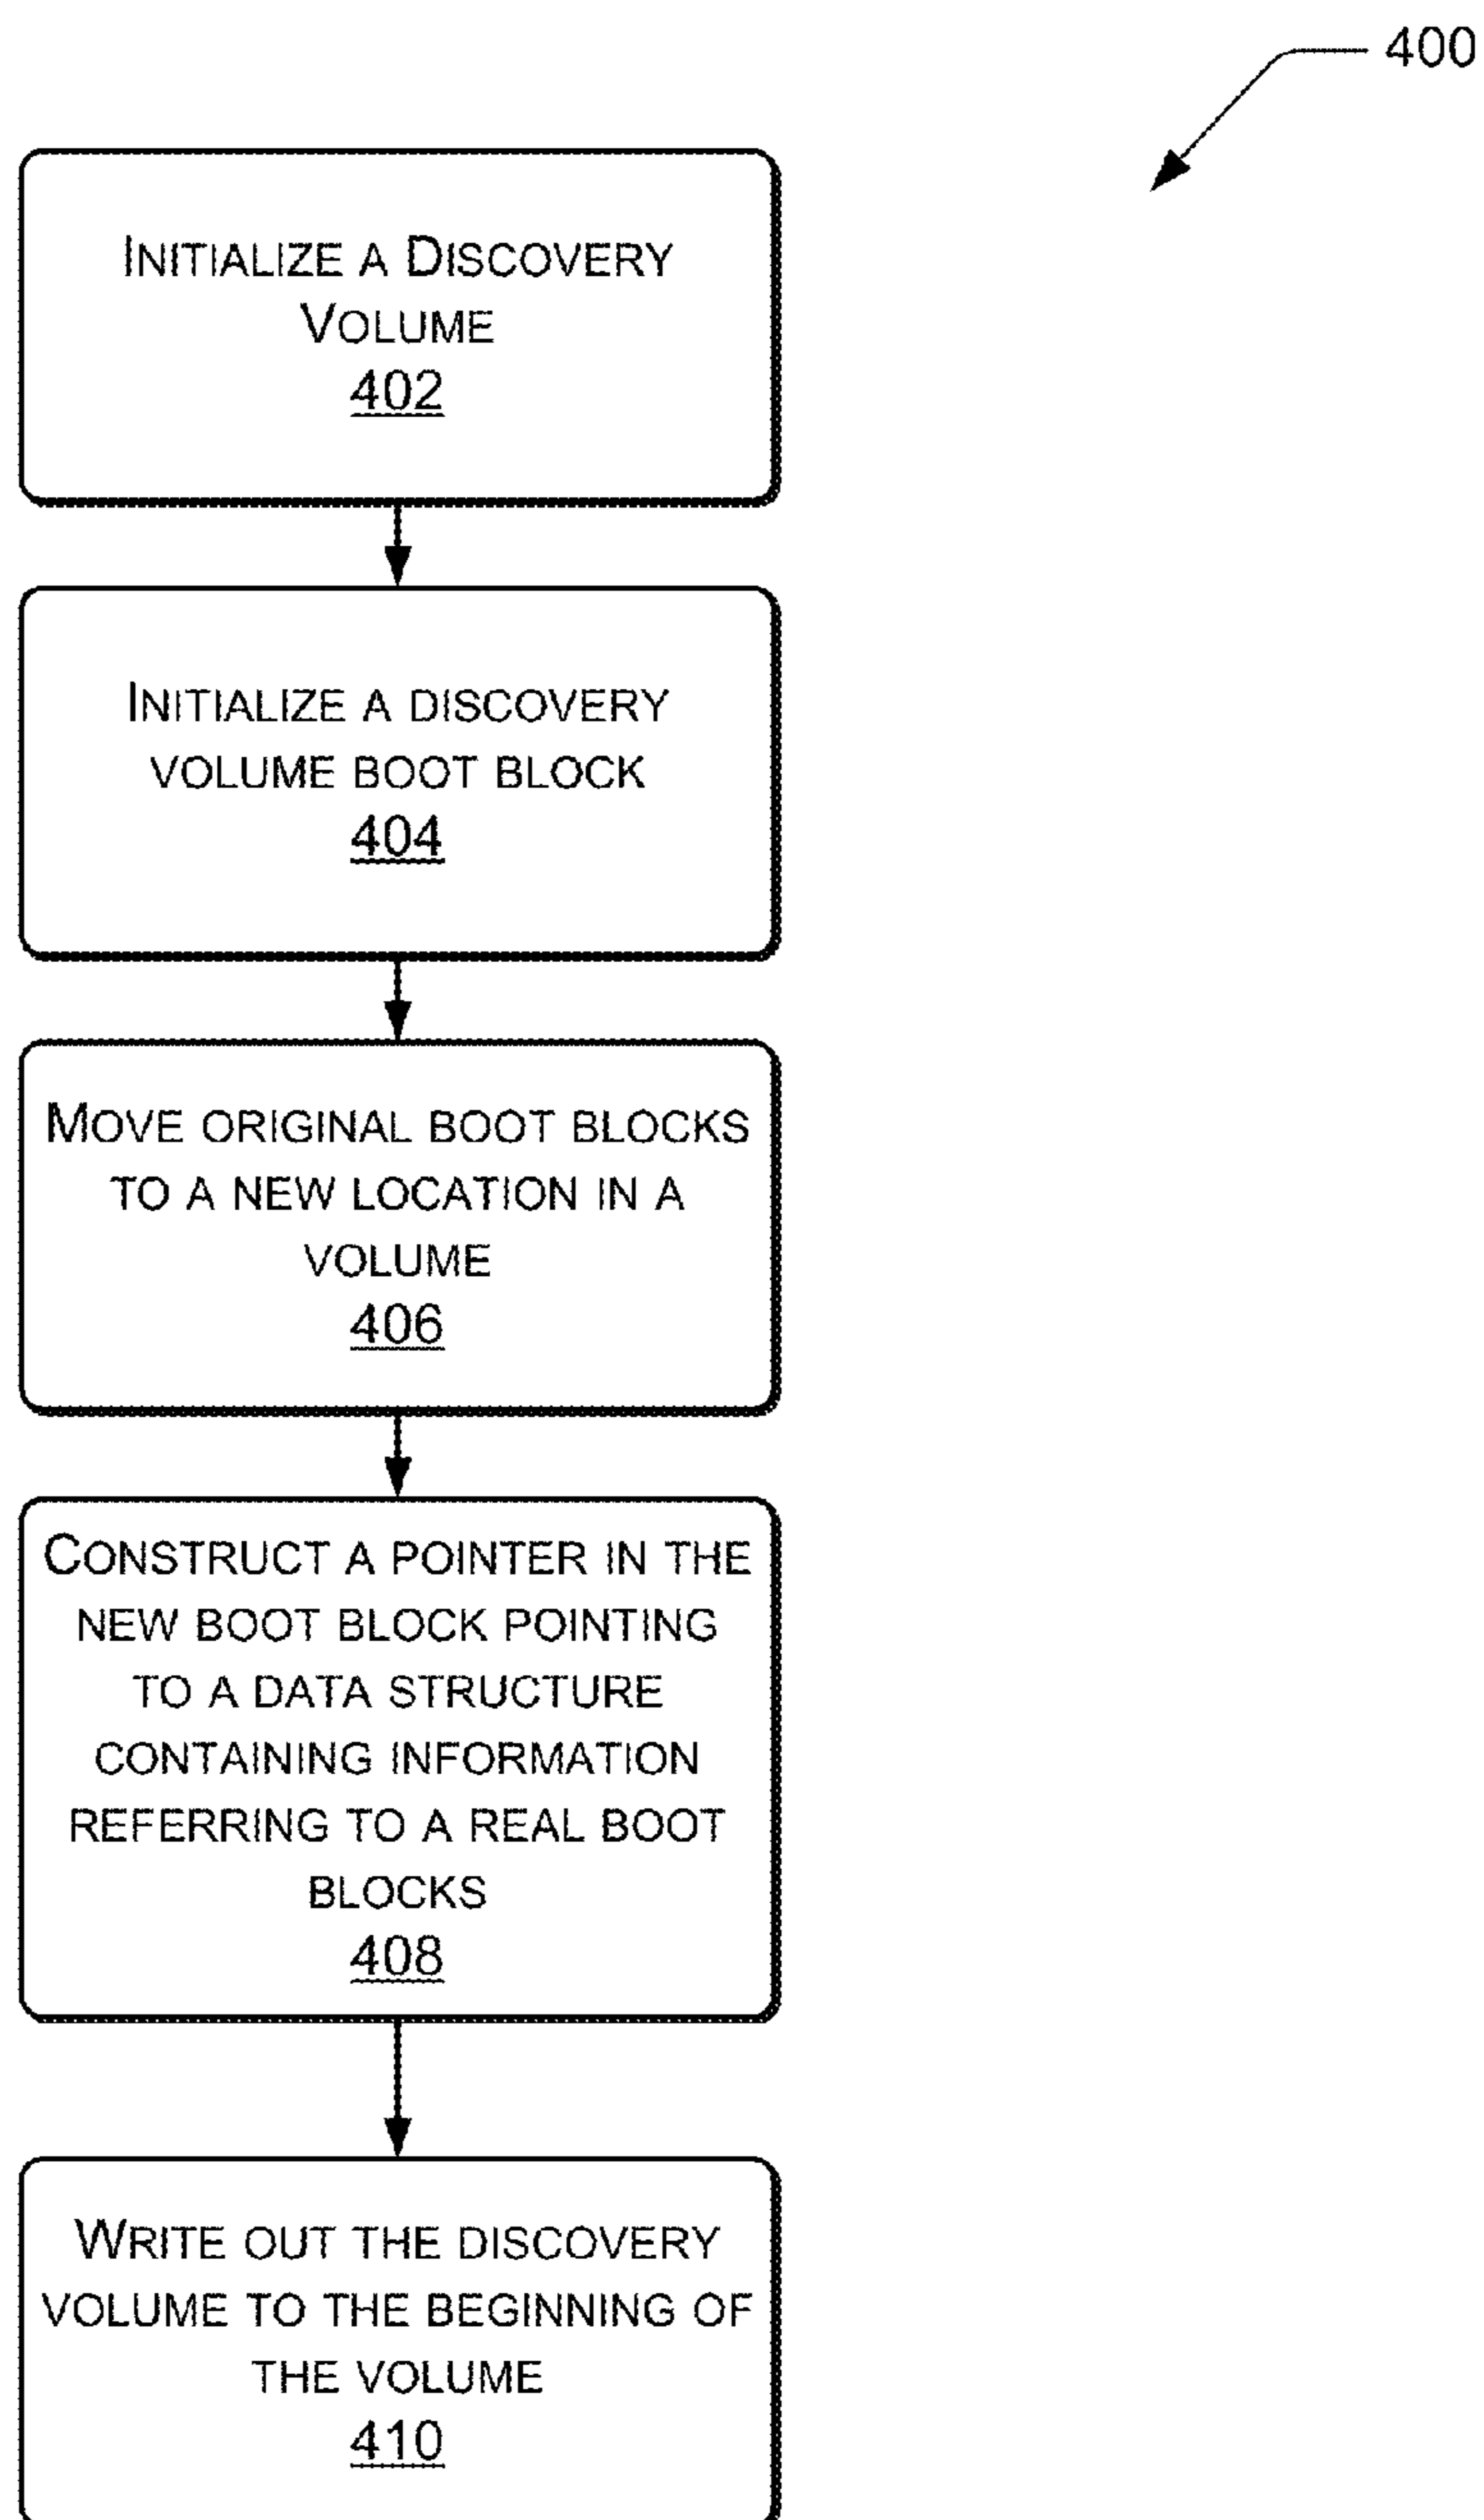 400
INITIALIZE A DISCOVERY
VOLUME
402
INITIALIZE A DISCOVERY
VOLUME BOOT BLOCK
404
MOVE ORIGINAL BOOT BLOCKS
TO A NEW LOCATION IN A
VOLUME
406
CONSTRUCT A POINTER IN THE
NEW BOOT BLOCK POINTING
TO A DATA STRUCTURE
CONTAINING INFORMATION
REFERRING TO A REAL BOOT
BLOCKS
408
WRITE OUT THE DISCOVERY
VOLUME TO THE BEGINNING OF
THE VOLUME
410